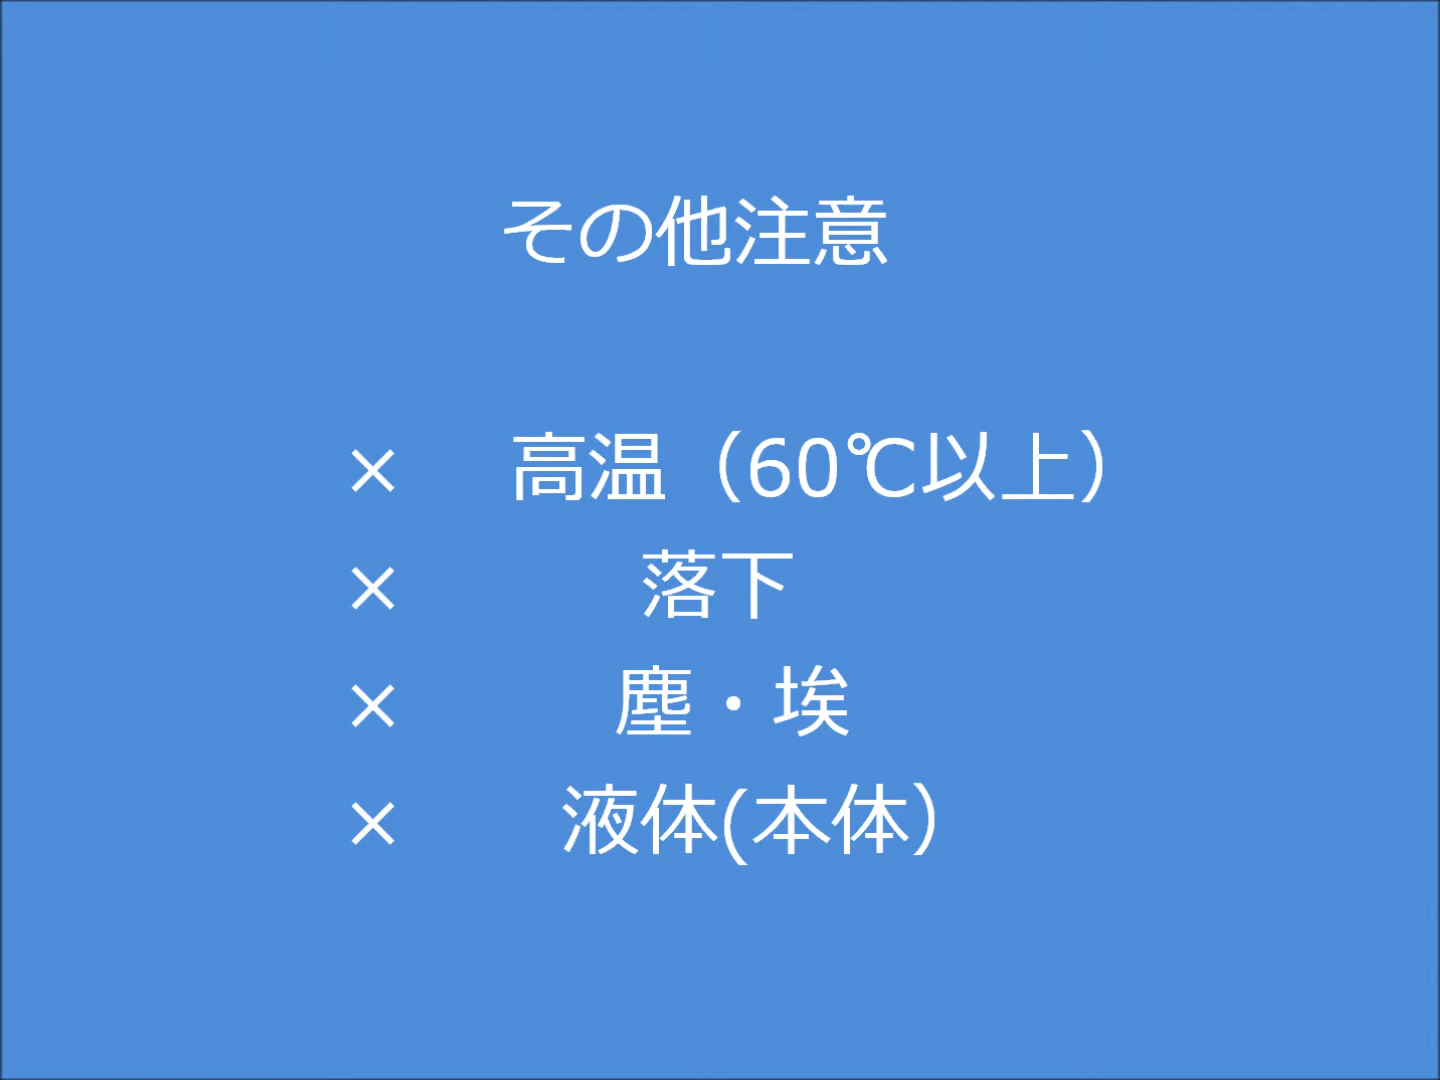 その他注意
× 高温（60℃以上）
× 落下
× 塵・埃
× 液体(本体）